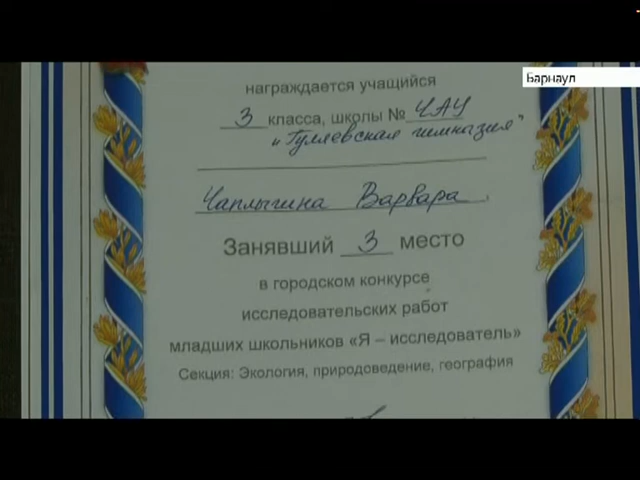 Барнаул
награждается учащийся
3 класса, школы № ЧАУ
"Гуляевская гимназия"
Чаплыгина Варвара
Занявший 3 место
в городском конкурсе
исследовательских работ
младших школьников «Я – исследователь»
Секция: Экология, природоведение, география